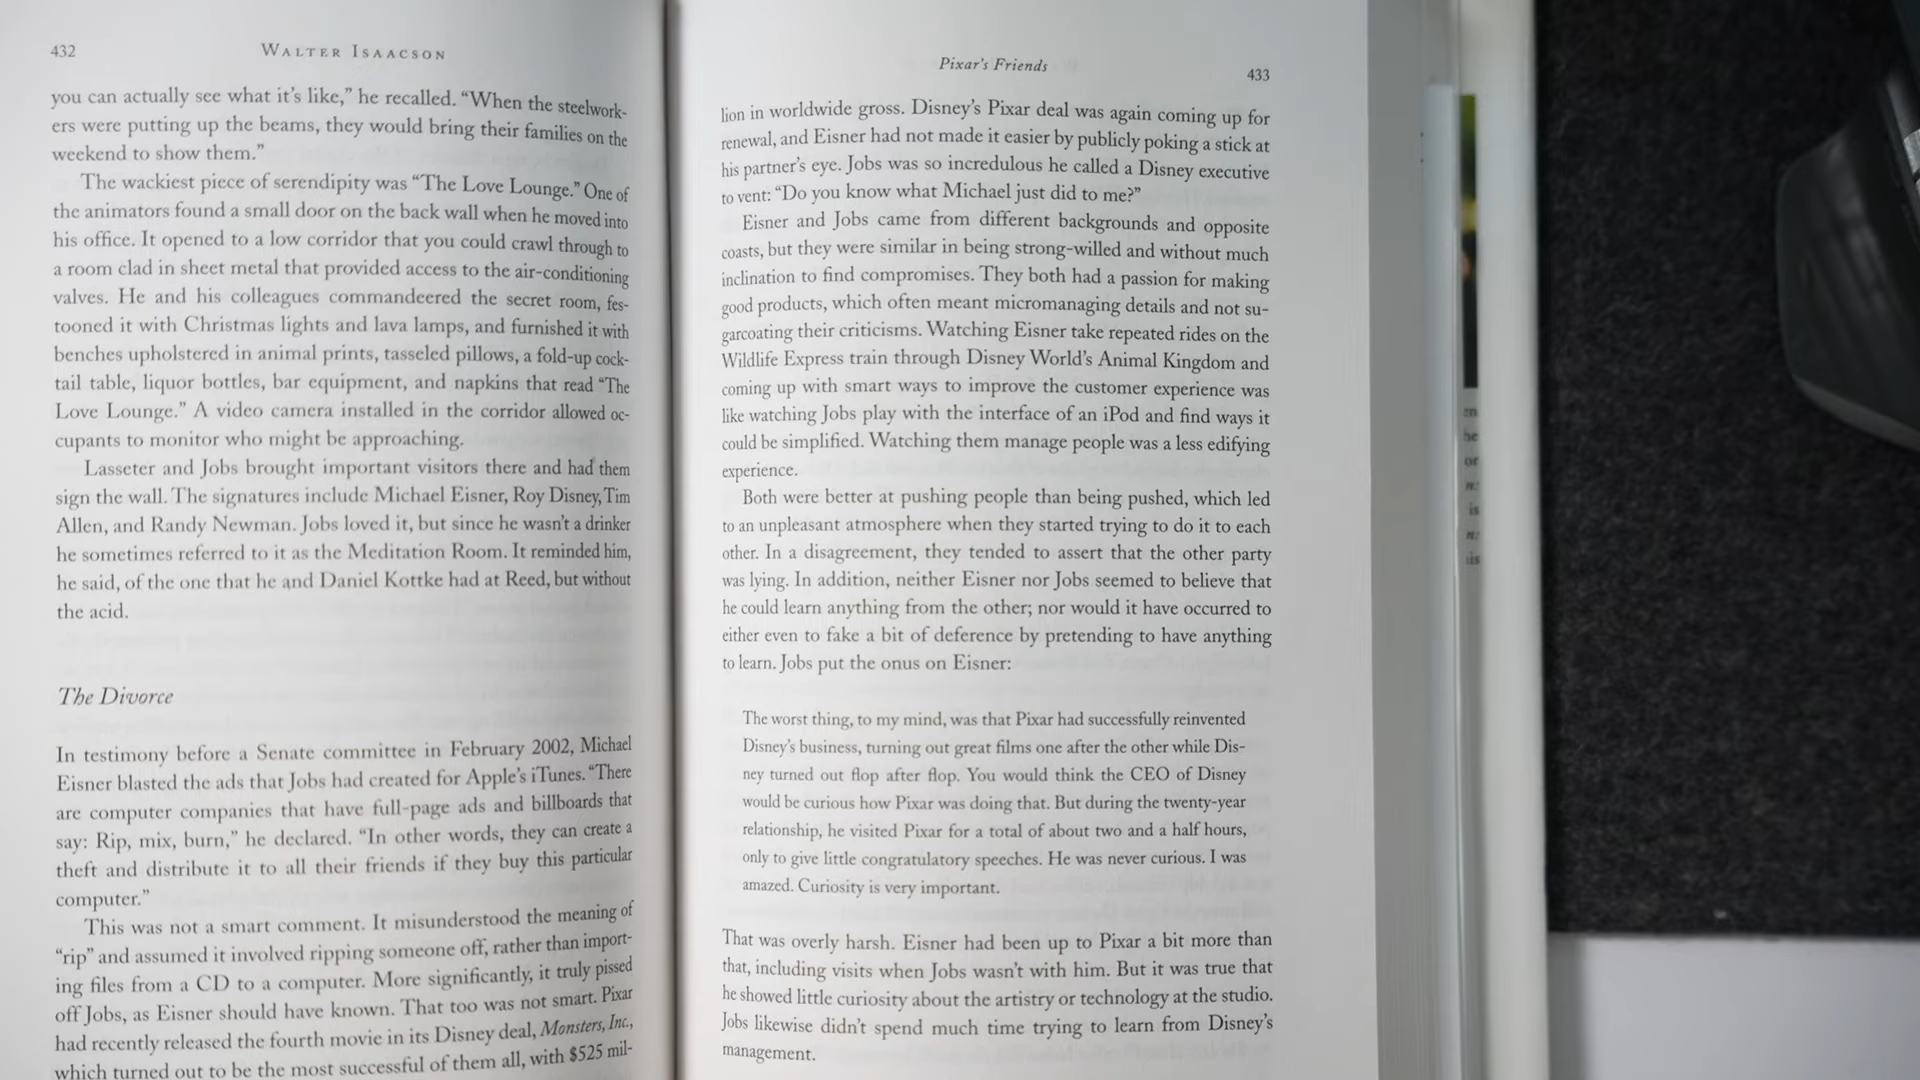 432
WALTER ISAACSON
you can actually see what it's like,” he recalled. “When the steelwork-
ers were putting up the beams, they would bring their families on the
weekend to show them.”
The wackiest piece of serendipity was “The Love Lounge.” One of
the animators found a small door on the back wall when he moved into
his office. It opened to a low corridor that you could crawl through to
a room clad in sheet metal that provided access to the air-conditioning
valves. He and his colleagues commandeered the secret room, fes-
tooned it with Christmas lights and lava lamps, and furnished it with
benches upholstered in animal prints, tasseled pillows, a fold-up cock-
tail table, liquor bottles, bar equipment, and napkins that read “The
Love Lounge.” A video camera installed in the corridor allowed oc-
cupants to monitor who might be approaching.
Lasseter and Jobs brought important visitors there and had them
sign the wall. The signatures include Michael Eisner, Roy Disney, Tim
Allen, and Randy Newman. Jobs loved it, but since he wasn't a drinker
he sometimes referred to it as the Meditation Room. It reminded him,
he said, of the one that he and Daniel Kottke had at Reed, but without
the acid.
The Divorce
In testimony before a Senate committee in February 2002, Michael
Eisner blasted the ads that Jobs had created for Apple's iTunes. “There
are computer companies that have full-page ads and billboards that
say: Rip, mix, burn,” he declared. “In other words, they can create a
theft and distribute it to all their friends if they buy this particular
computer.”
This was not a smart comment. It misunderstood the meaning of
“rip” and assumed it involved ripping someone off, rather than import-
ing files from a CD to a computer. More significantly, it truly pissed
off Jobs, as Eisner should have known. That too was not smart. Pixar
had recently released the fourth movie in its Disney deal, Monsters, Inc.,
which turned out to be the most successful of them all, with $525 mil-
Pixar's Friends
433
lion in worldwide gross. Disney's Pixar deal was again coming up for
renewal, and Eisner had not made it easier by publicly poking a stick at
his partner's eye. Jobs was so incredulous he called a Disney executive
to vent: “Do you know what Michael just did to me?”
Eisner and Jobs came from different backgrounds and opposite
coasts, but they were similar in being strong-willed and without much
inclination to find compromises. They both had a passion for making
good products, which often meant micromanaging details and not su-
garcoating their criticisms. Watching Eisner take repeated rides on the
Wildlife Express train through Disney World's Animal Kingdom and
coming up with smart ways to improve the customer experience was
like watching Jobs play with the interface of an iPod and find ways it
could be simplified. Watching them manage people was a less edifying
experience.
Both were better at pushing people than being pushed, which led
to an unpleasant atmosphere when they started trying to do it to each
other. In a disagreement, they tended to assert that the other party
was lying. In addition, neither Eisner nor Jobs seemed to believe that
he could learn anything from the other; nor would it have occurred to
either even to fake a bit of deference by pretending to have anything
to learn. Jobs put the onus on Eisner:
The worst thing, to my mind, was that Pixar had successfully reinvented
Disney's business, turning out great films one after the other while Dis-
ney turned out flop after flop. You would think the CEO of Disney
would be curious how Pixar was doing that. But during the twenty-year
relationship, he visited Pixar for a total of about two and a half hours,
only to give little congratulatory speeches. He was never curious. I was
amazed. Curiosity is very important.
That was overly harsh. Eisner had been up to Pixar a bit more than
that, including visits when Jobs wasn't with him. But it was true that
he showed little curiosity about the artistry or technology at the studio.
Jobs likewise didn't spend much time trying to learn from Disney's
management.